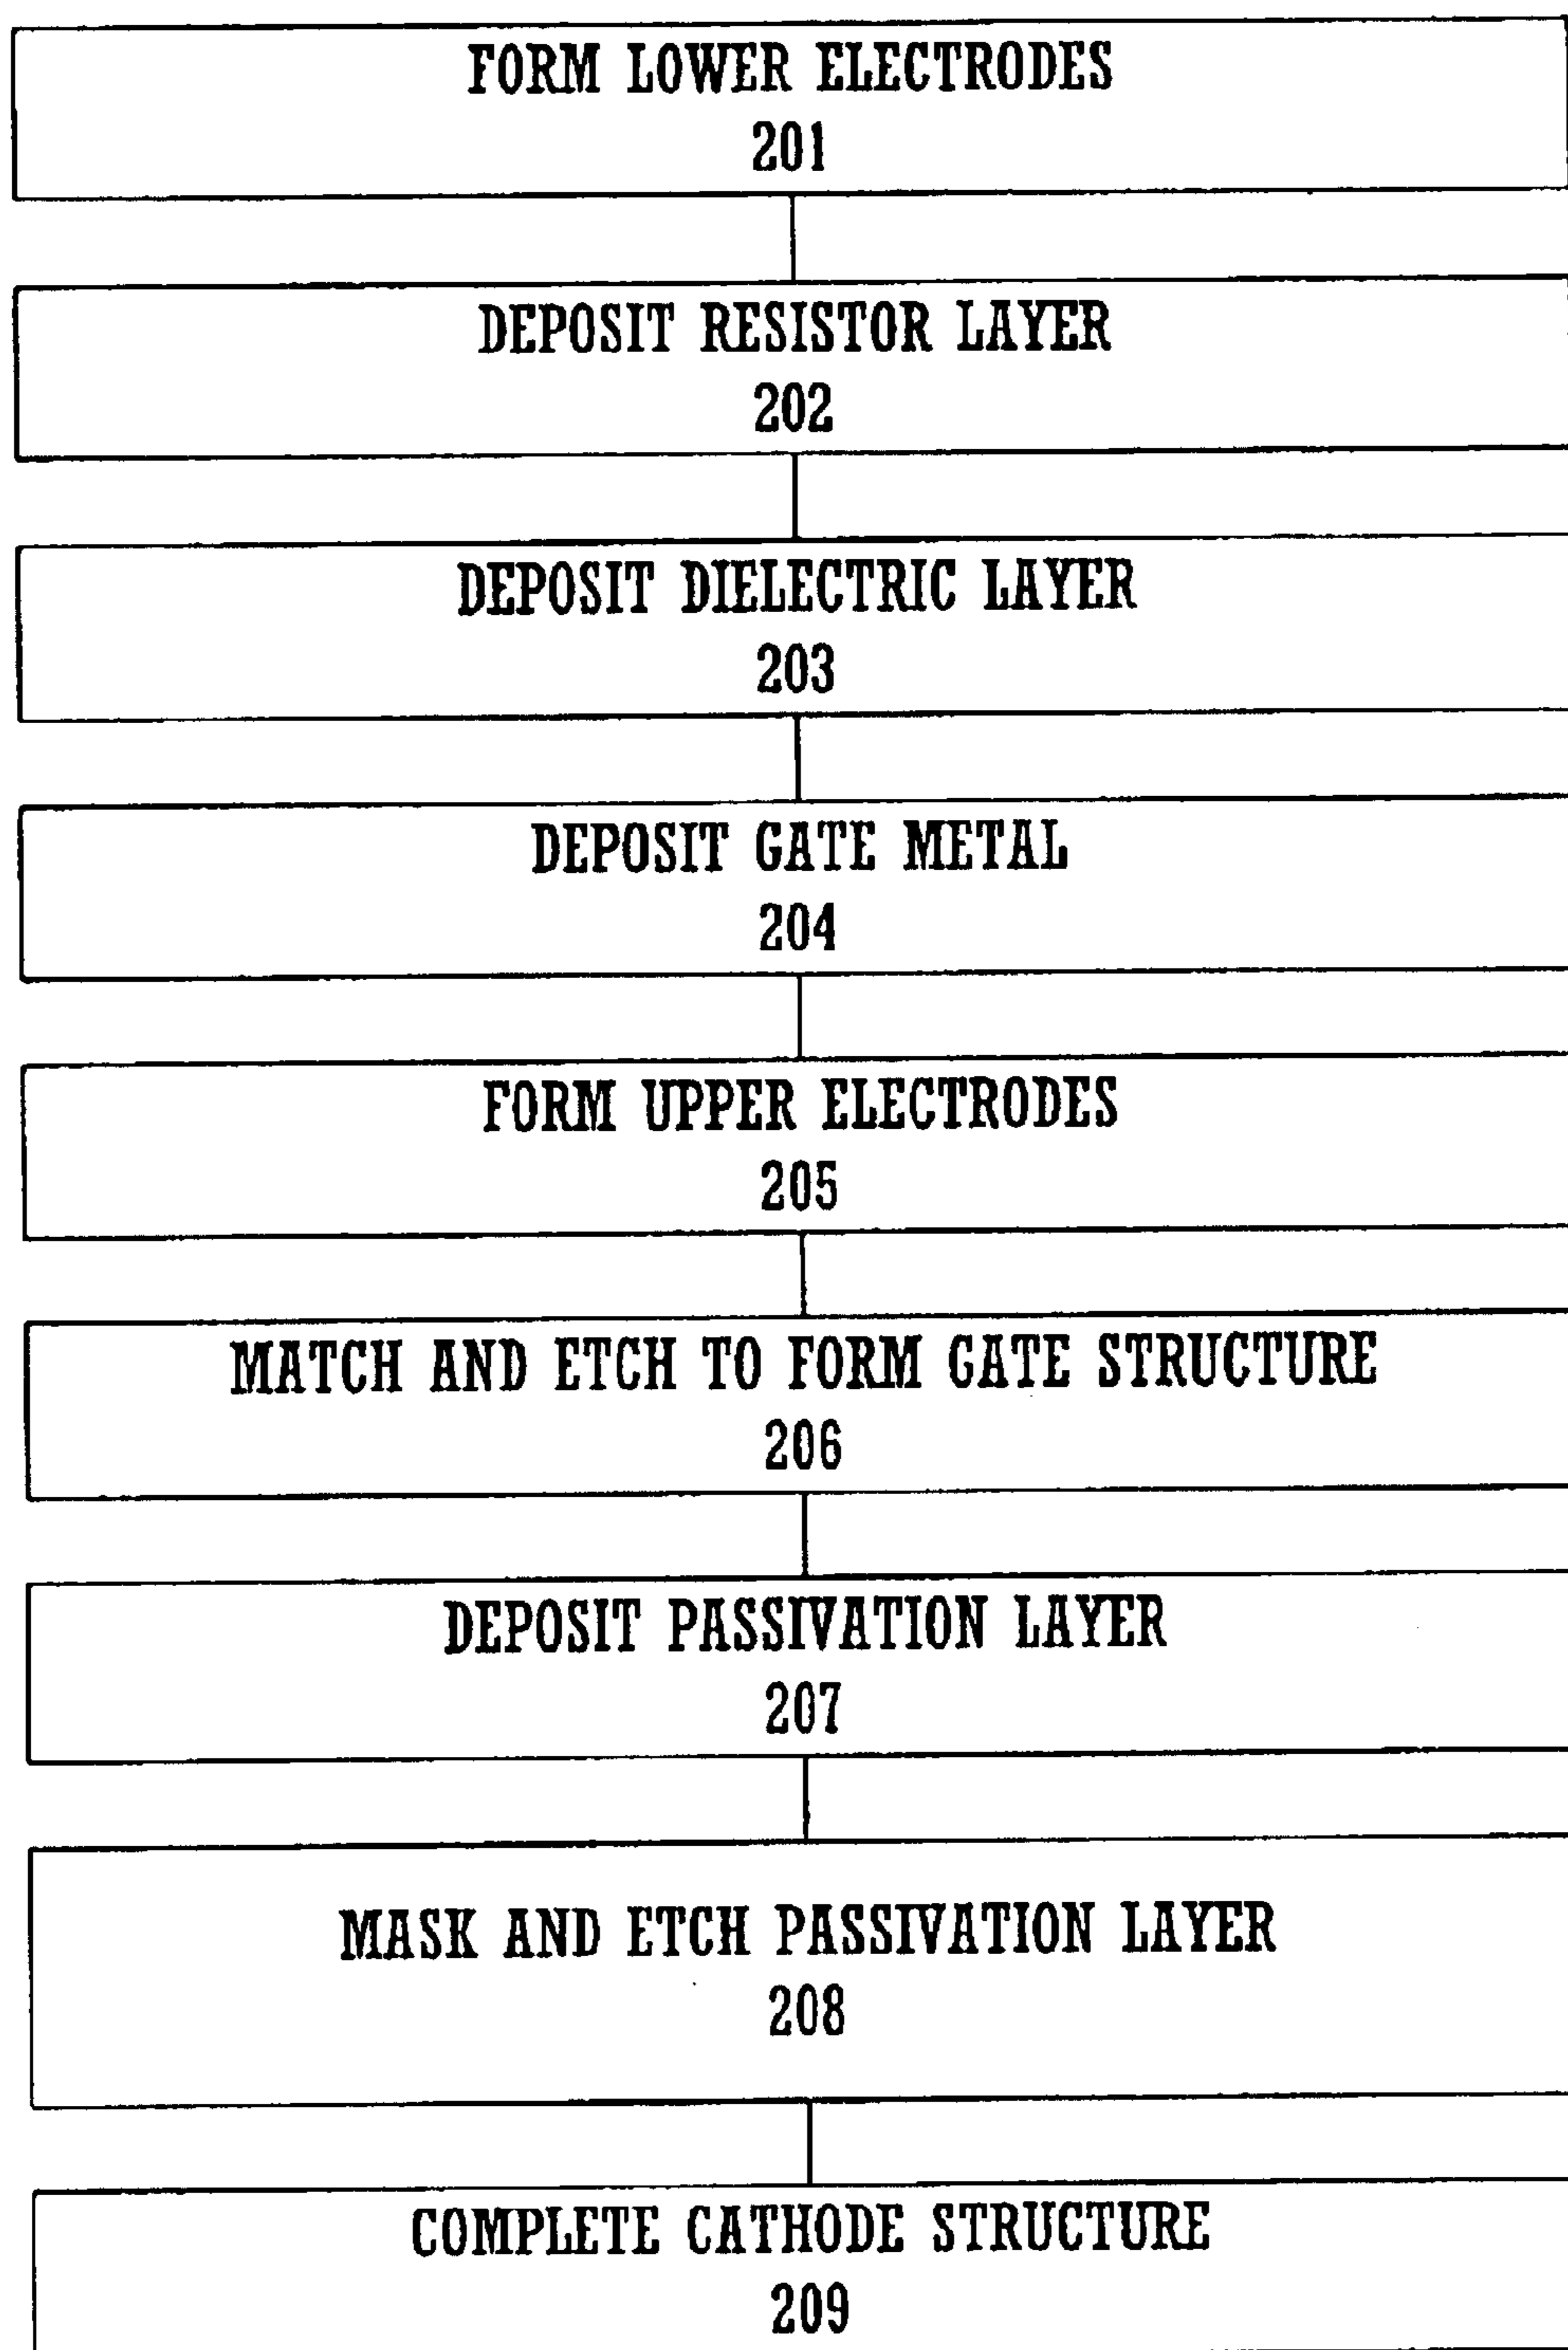 FORM LOWER ELECTRODES
201
DEPOSIT RESISTOR LAYER
202
DEPOSIT DIELECTRIC LAYER
203
DEPOSIT GATE METAL
204
FORM UPPER ELECTRODES
205
MATCH AND ETCH TO FORM GATE STRUCTURE
206
DEPOSIT PASSIVATION LAYER
207
MASK AND ETCH PASSIVATION LAYER
208
COMPLETE CATHODE STRUCTURE
209